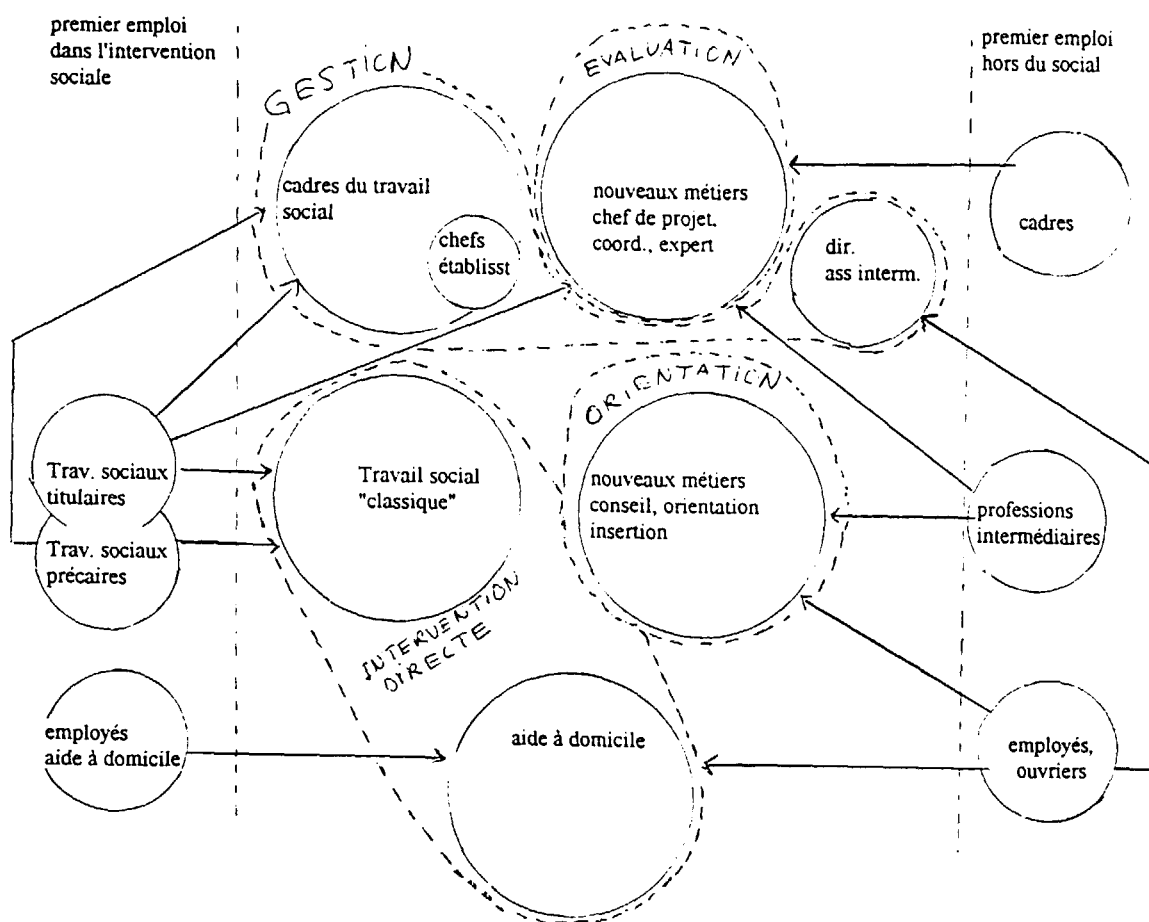 premier emploi
dans l'intervention
sociale
premier emploi
hors du social
GESTION
EVALUATION
cadres du travail
social
chefs
établisst
nouveaux métiers
chef de projet,
coord., expert
dir.
ass interm.
cadres
ORIENTATION
Trav. sociaux
titulaires
Trav. sociaux
précaires
Travail social
"classique"
nouveaux métiers
conseil, orientation
insertion
professions
intermédiaires
INTERVENTION
DIRECTE
employés
aide à domicile
aide à domicile
employés,
ouvriers